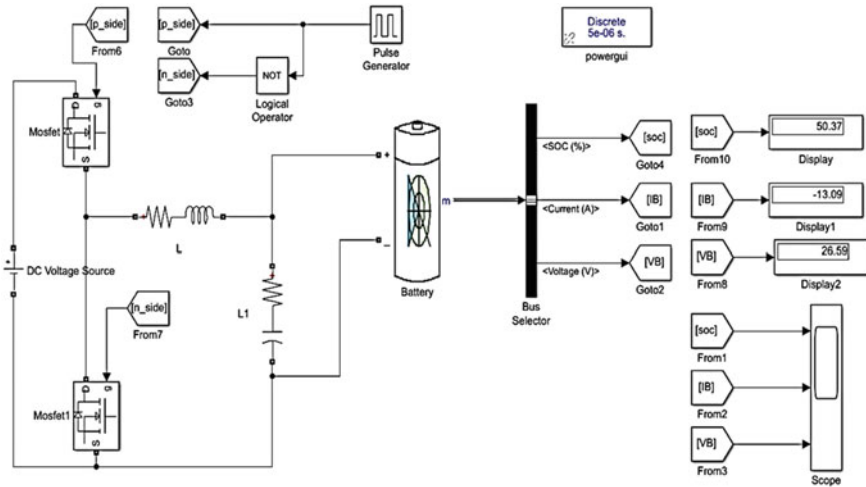 [p_side]
From6
[p_side]
Goto
[n_side]
Goto3
NOT
Logical
Operator
Pulse
Generator
Discrete
5e-06 s.
powergui
Mosfet
D
g
S
L
DC Voltage Source
+
[n_side]
From7
L1
Mosfet1
D
g
S
+
–
m
Battery
<SOC (%)>
<Current (A)>
<Voltage (V)>
Bus
Selector
[soc]
Goto4
[IB]
Goto1
[VB]
Goto2
[soc]
From10
50.37
Display
[IB]
From9
-13.09
Display1
[VB]
From8
26.59
Display2
[soc]
From1
[IB]
From2
[VB]
From3
Scope